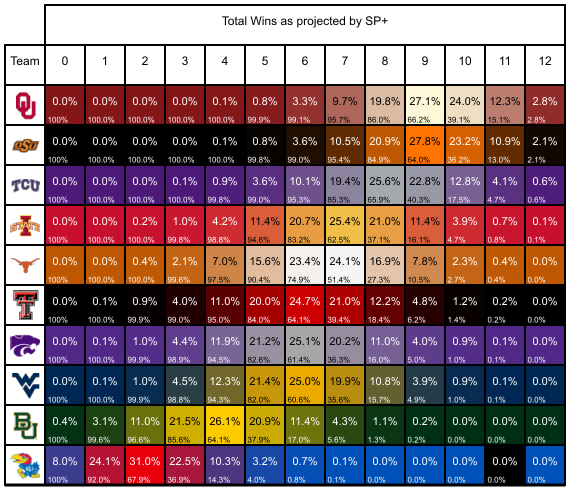 Total Wins as projected by SP+
Team 0 1 2 3 4 5 6 7 8 9 10 11 12
OU 0.0% 0.0% 0.0% 0.0% 0.1% 0.8% 3.3% 9.7% 19.8% 27.1% 24.0% 12.3% 2.8%
100% 100.0% 100.0% 100.0% 100.0% 99.9% 99.1% 95.7% 86.0% 66.2% 39.1% 15.1% 2.8%
OSU 0.0% 0.0% 0.0% 0.0% 0.1% 0.8% 3.6% 10.5% 20.9% 27.8% 23.2% 10.9% 2.1%
100% 100.0% 100.0% 100.0% 100.0% 99.8% 99.0% 95.4% 84.9% 64.0% 36.2% 13.0% 2.1%
TCU 0.0% 0.0% 0.0% 0.1% 0.9% 3.6% 10.1% 19.4% 25.6% 22.8% 12.8% 4.1% 0.6%
100% 100.0% 100.0% 100.0% 99.8% 99.0% 95.3% 85.3% 65.9% 40.3% 17.5% 4.7% 0.6%
I STATE 0.0% 0.0% 0.2% 1.0% 4.2% 11.4% 20.7% 25.4% 21.0% 11.4% 3.9% 0.7% 0.1%
100% 100.0% 100.0% 99.8% 98.8% 94.6% 83.2% 62.5% 37.1% 16.1% 4.7% 0.8% 0.1%
0.0% 0.0% 0.4% 2.1% 7.0% 15.6% 23.4% 24.1% 16.9% 7.8% 2.3% 0.4% 0.0%
100% 100.0% 100.0% 99.6% 97.5% 90.4% 74.9% 51.4% 27.3% 10.5% 2.7% 0.4% 0.0%
T 0.0% 0.1% 0.9% 4.0% 11.0% 20.0% 24.7% 21.0% 12.2% 4.8% 1.2% 0.2% 0.0%
100% 100.0% 99.9% 99.0% 95.0% 84.0% 64.1% 39.4% 18.4% 6.2% 1.4% 0.2% 0.0%
0.0% 0.1% 1.0% 4.4% 11.9% 21.2% 25.1% 20.2% 11.0% 4.0% 0.9% 0.1% 0.0%
100% 100.0% 99.9% 98.9% 94.5% 82.6% 61.4% 36.3% 16.0% 5.0% 1.0% 0.1% 0.0%
WV 0.0% 0.1% 1.0% 4.5% 12.3% 21.4% 25.0% 19.9% 10.8% 3.9% 0.9% 0.1% 0.0%
100% 100.0% 99.9% 98.8% 94.3% 82.0% 60.6% 35.6% 15.7% 4.9% 1.0% 0.1% 0.0%
BU 0.4% 3.1% 11.0% 21.5% 26.1% 20.9% 11.4% 4.3% 1.1% 0.2% 0.0% 0.0% 0.0%
100% 99.6% 96.6% 85.6% 64.1% 37.9% 17.0% 5.6% 1.3% 0.2% 0.0% 0.0% 0.0%
KU 8.0% 24.1% 31.0% 22.5% 10.3% 3.2% 0.7% 0.1% 0.0% 0.0% 0.0% 0.0% 0.0%
100% 92.0% 67.9% 36.9% 14.3% 4.0% 0.8% 0.1% 0.0% 0.0% 0.0% 0.0% 0.0%